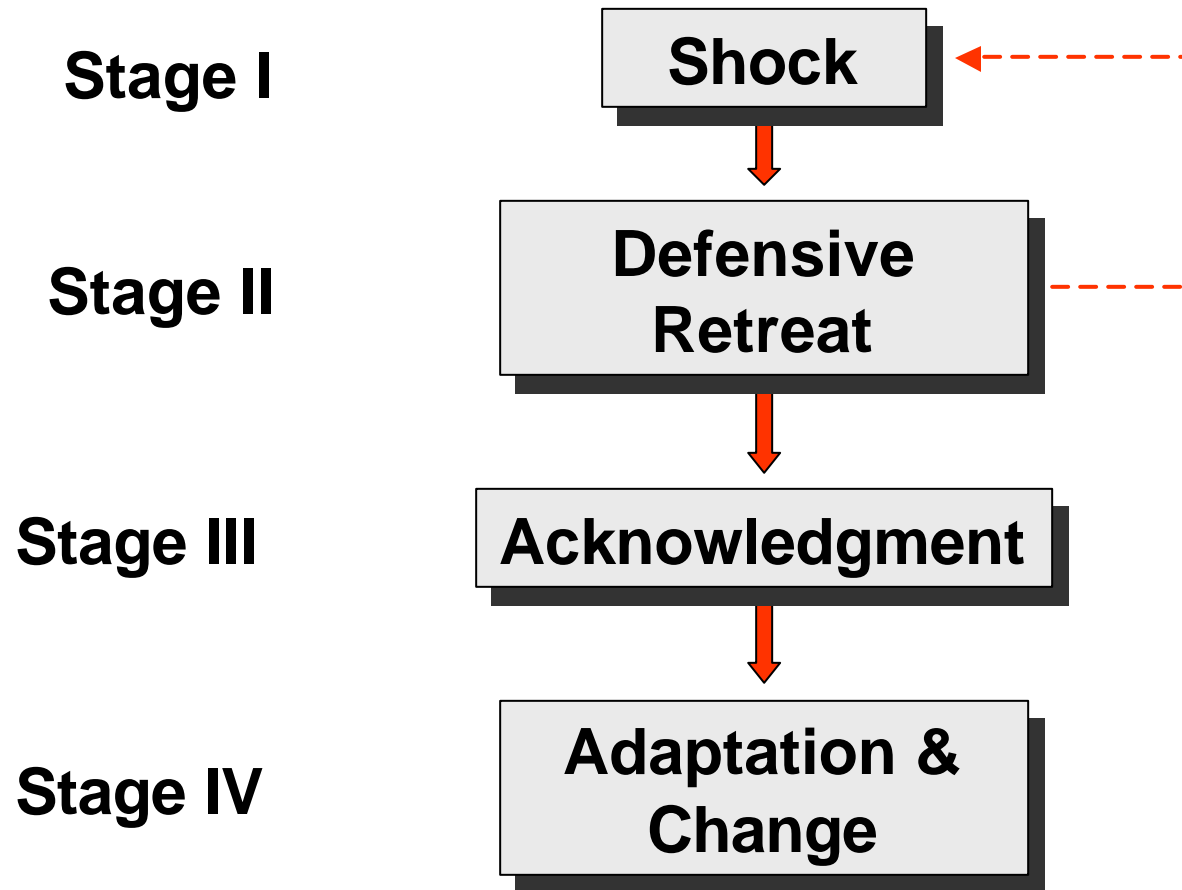 Stage I
Shock
Stage II
Defensive
Retreat
Stage III
Acknowledgment
Stage IV
Adaptation &
Change